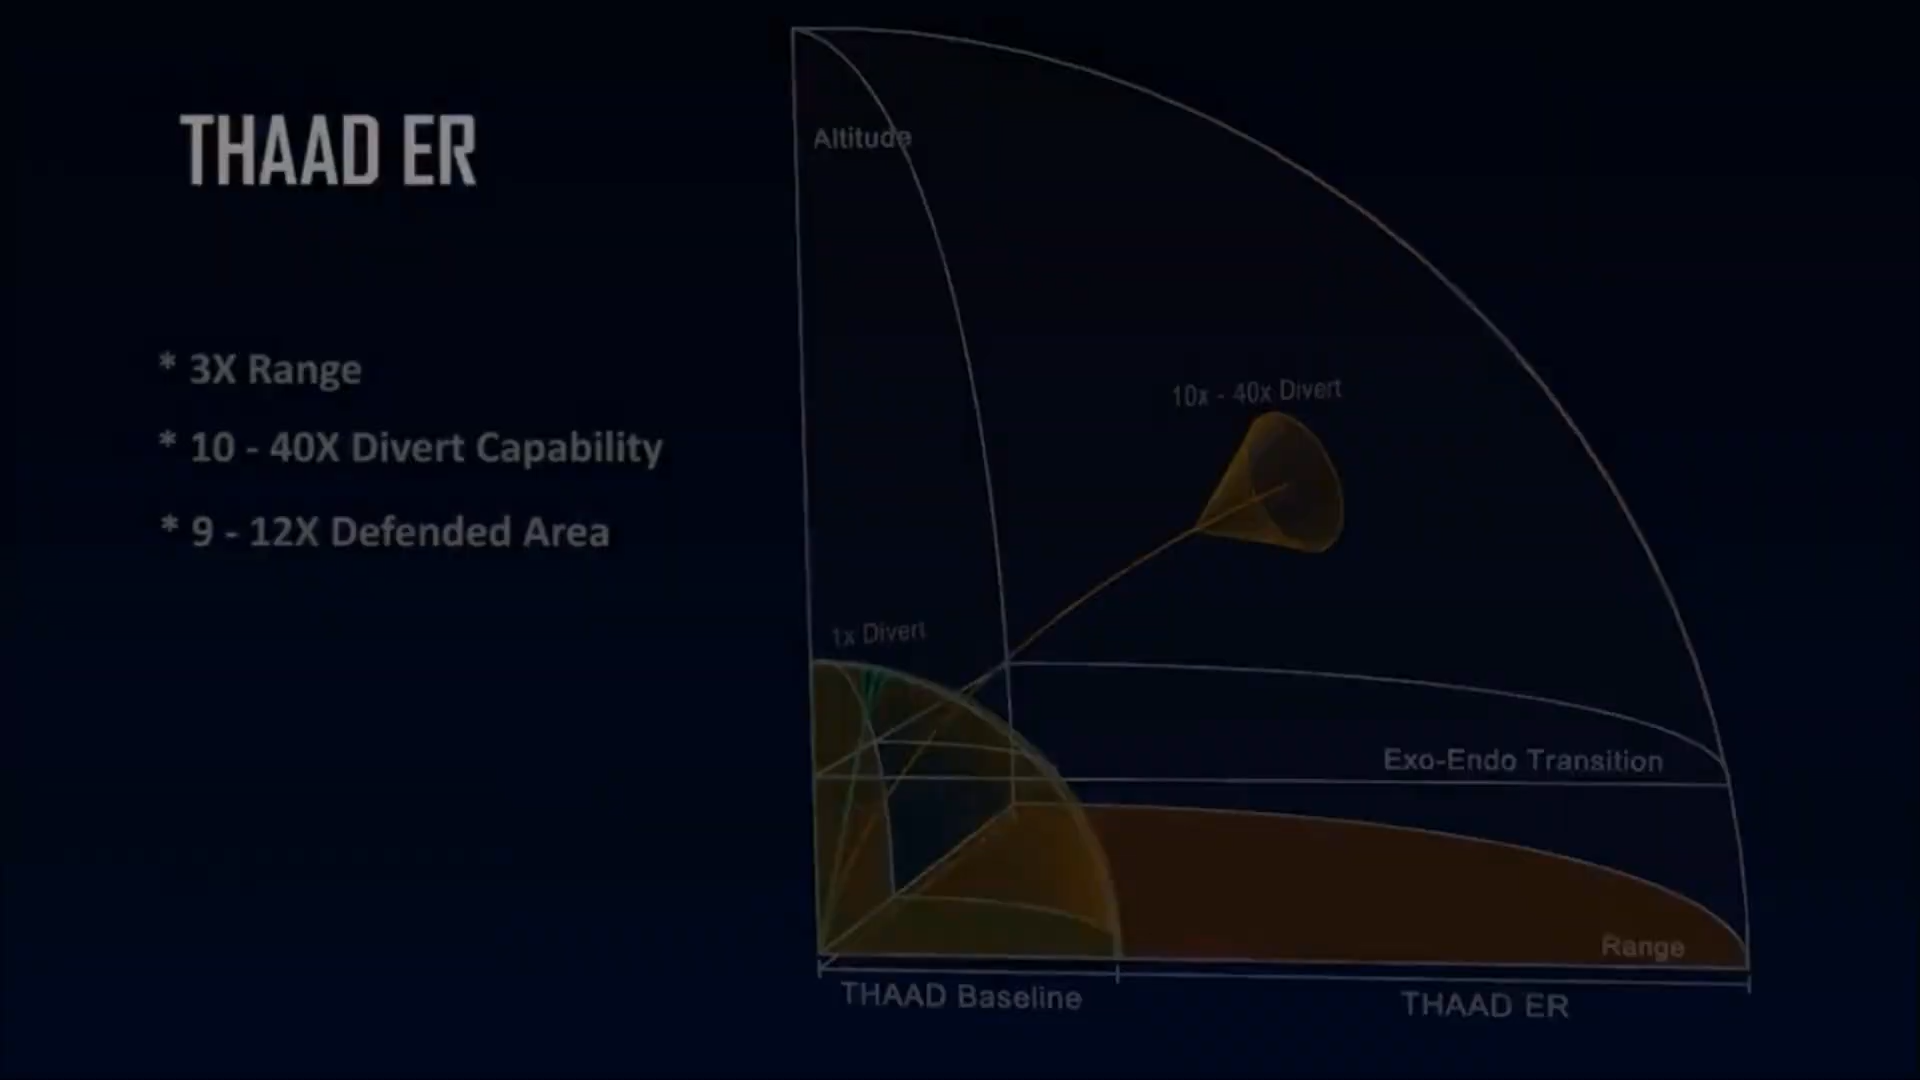 THAAD ER
* 3X Range
* 10 - 40X Divert Capability
* 9 - 12X Defended Area
Altitude
10x - 40x Divert
1x Divert
Exo-Endo Transition
Range
THAAD Baseline
THAAD ER